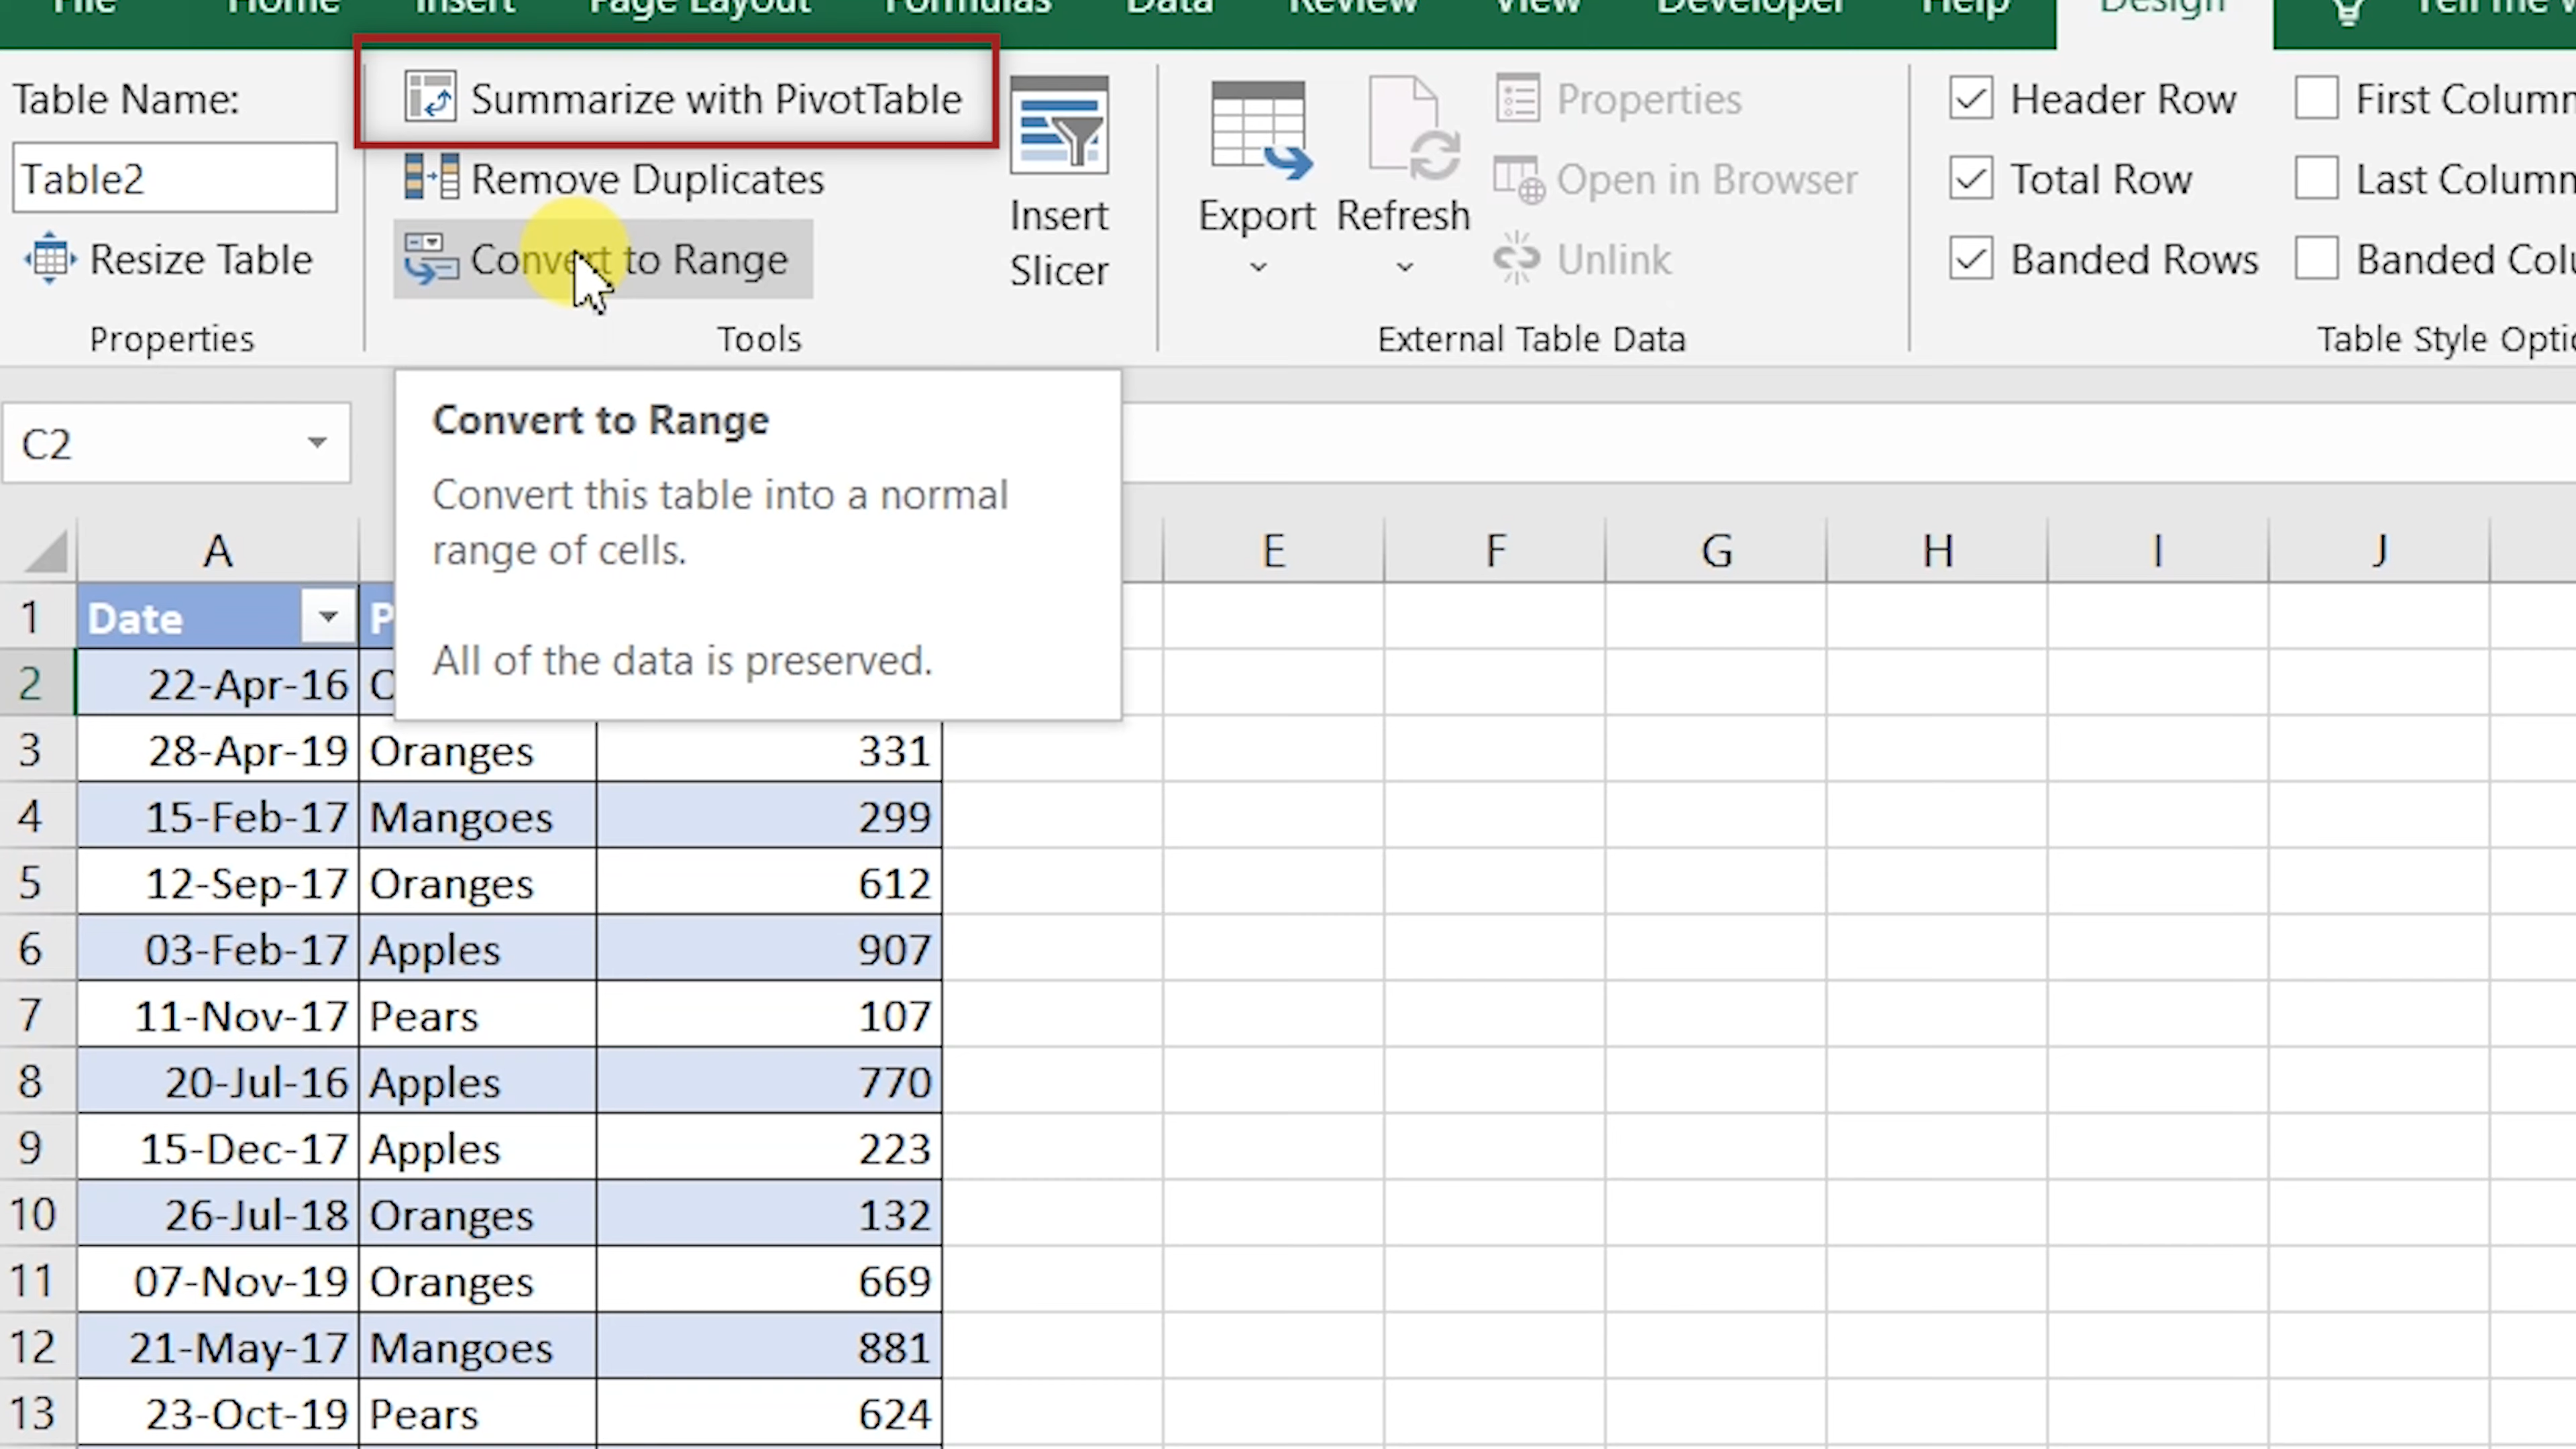 File Home Insert Page Layout Formulas Data Review View Developer Help Design Tell me
Table Name:
Table2
Resize Table
Properties
Summarize with PivotTable
Remove Duplicates
Convert to Range
Insert
Slicer
Tools
Export
Refresh
Properties
Open in Browser
Unlink
External Table Data
Header Row
Total Row
Banded Rows
First Column
Last Column
Banded Colu
Table Style Opti
C2
Convert to Range
Convert this table into a normal
range of cells.
All of the data is preserved.
A E F G H I J
1 Date P
2 22-Apr-16
3 28-Apr-19 Oranges 331
4 15-Feb-17 Mangoes 299
5 12-Sep-17 Oranges 612
6 03-Feb-17 Apples 907
7 11-Nov-17 Pears 107
8 20-Jul-16 Apples 770
9 15-Dec-17 Apples 223
10 26-Jul-18 Oranges 132
11 07-Nov-19 Oranges 669
12 21-May-17 Mangoes 881
13 23-Oct-19 Pears 624